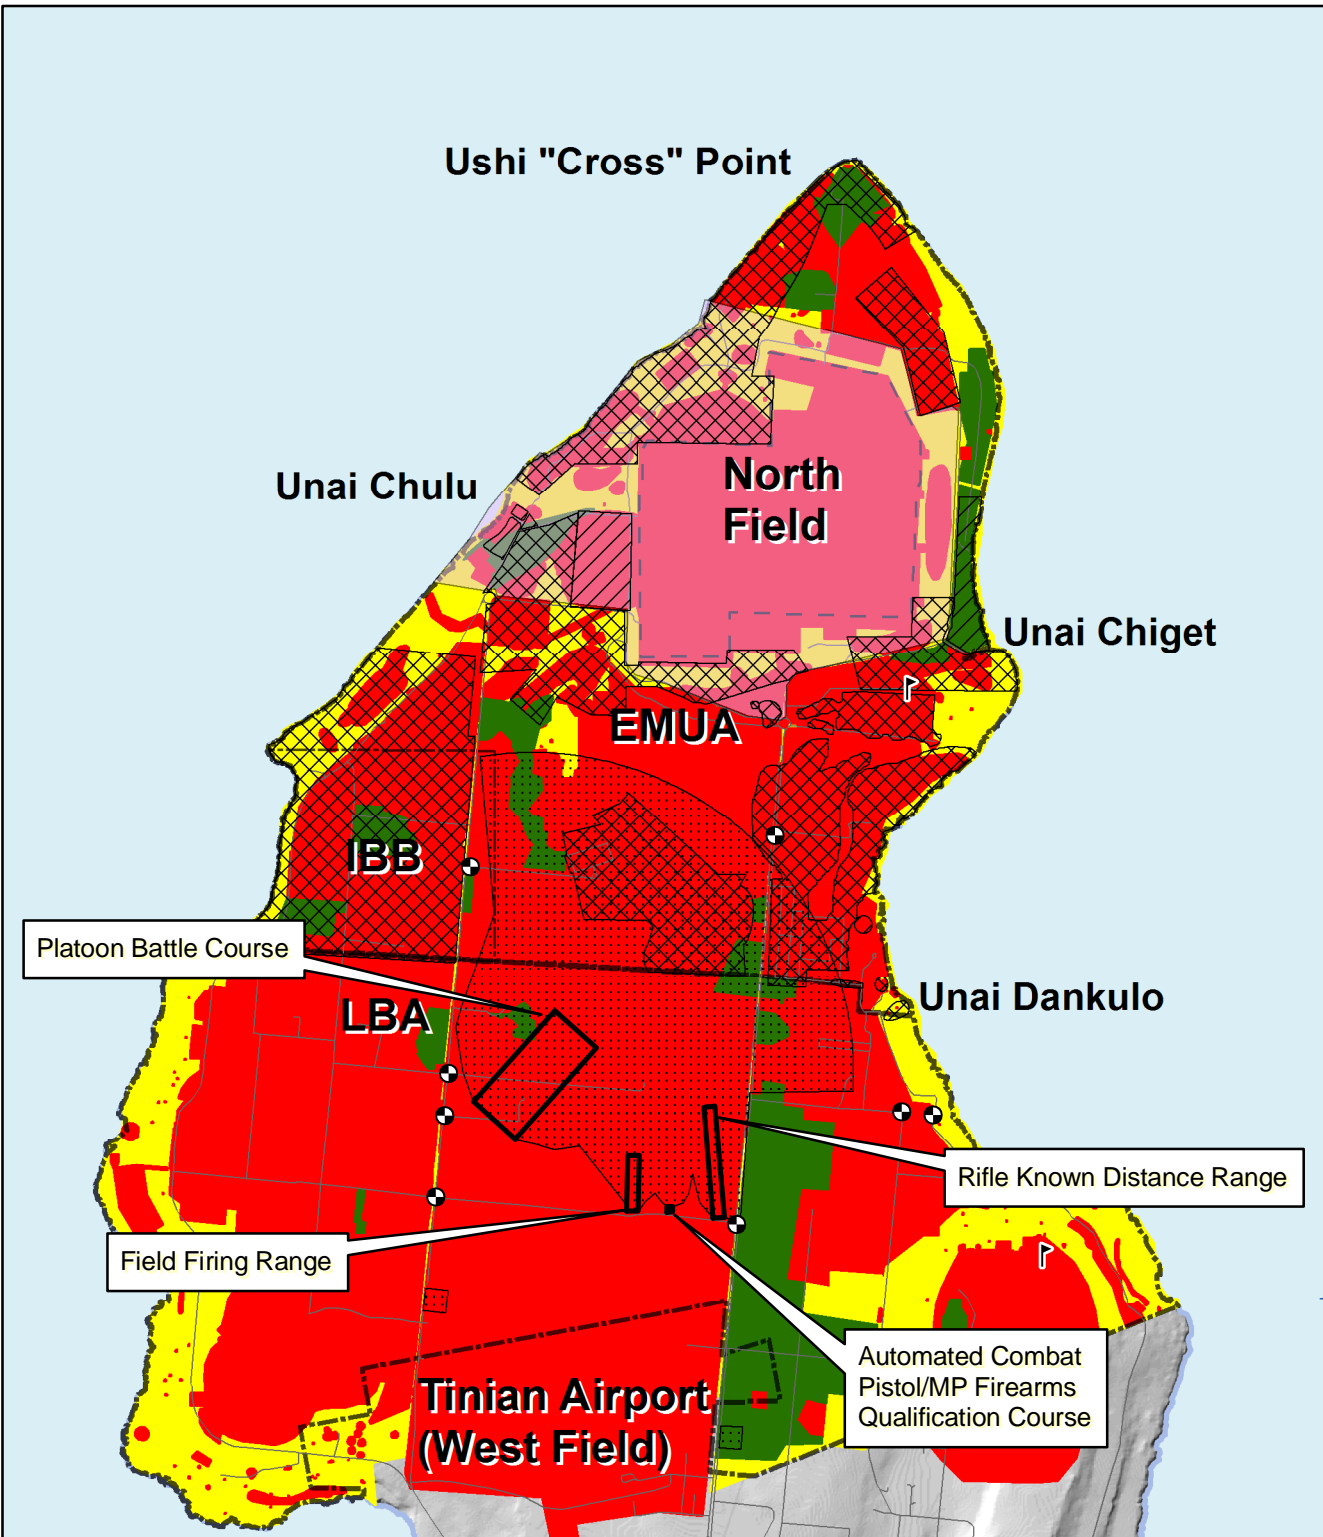 Ushi "Cross" Point
Unai Chulu
North
Field
Unai Chiget
EMUA
IBB
Platoon Battle Course
LBA
Unai Dankulo
Rifle Known Distance Range
Field Firing Range
Automated Combat
Pistol/MP Firearms
Qualification Course
Tinian Airport
(West Field)